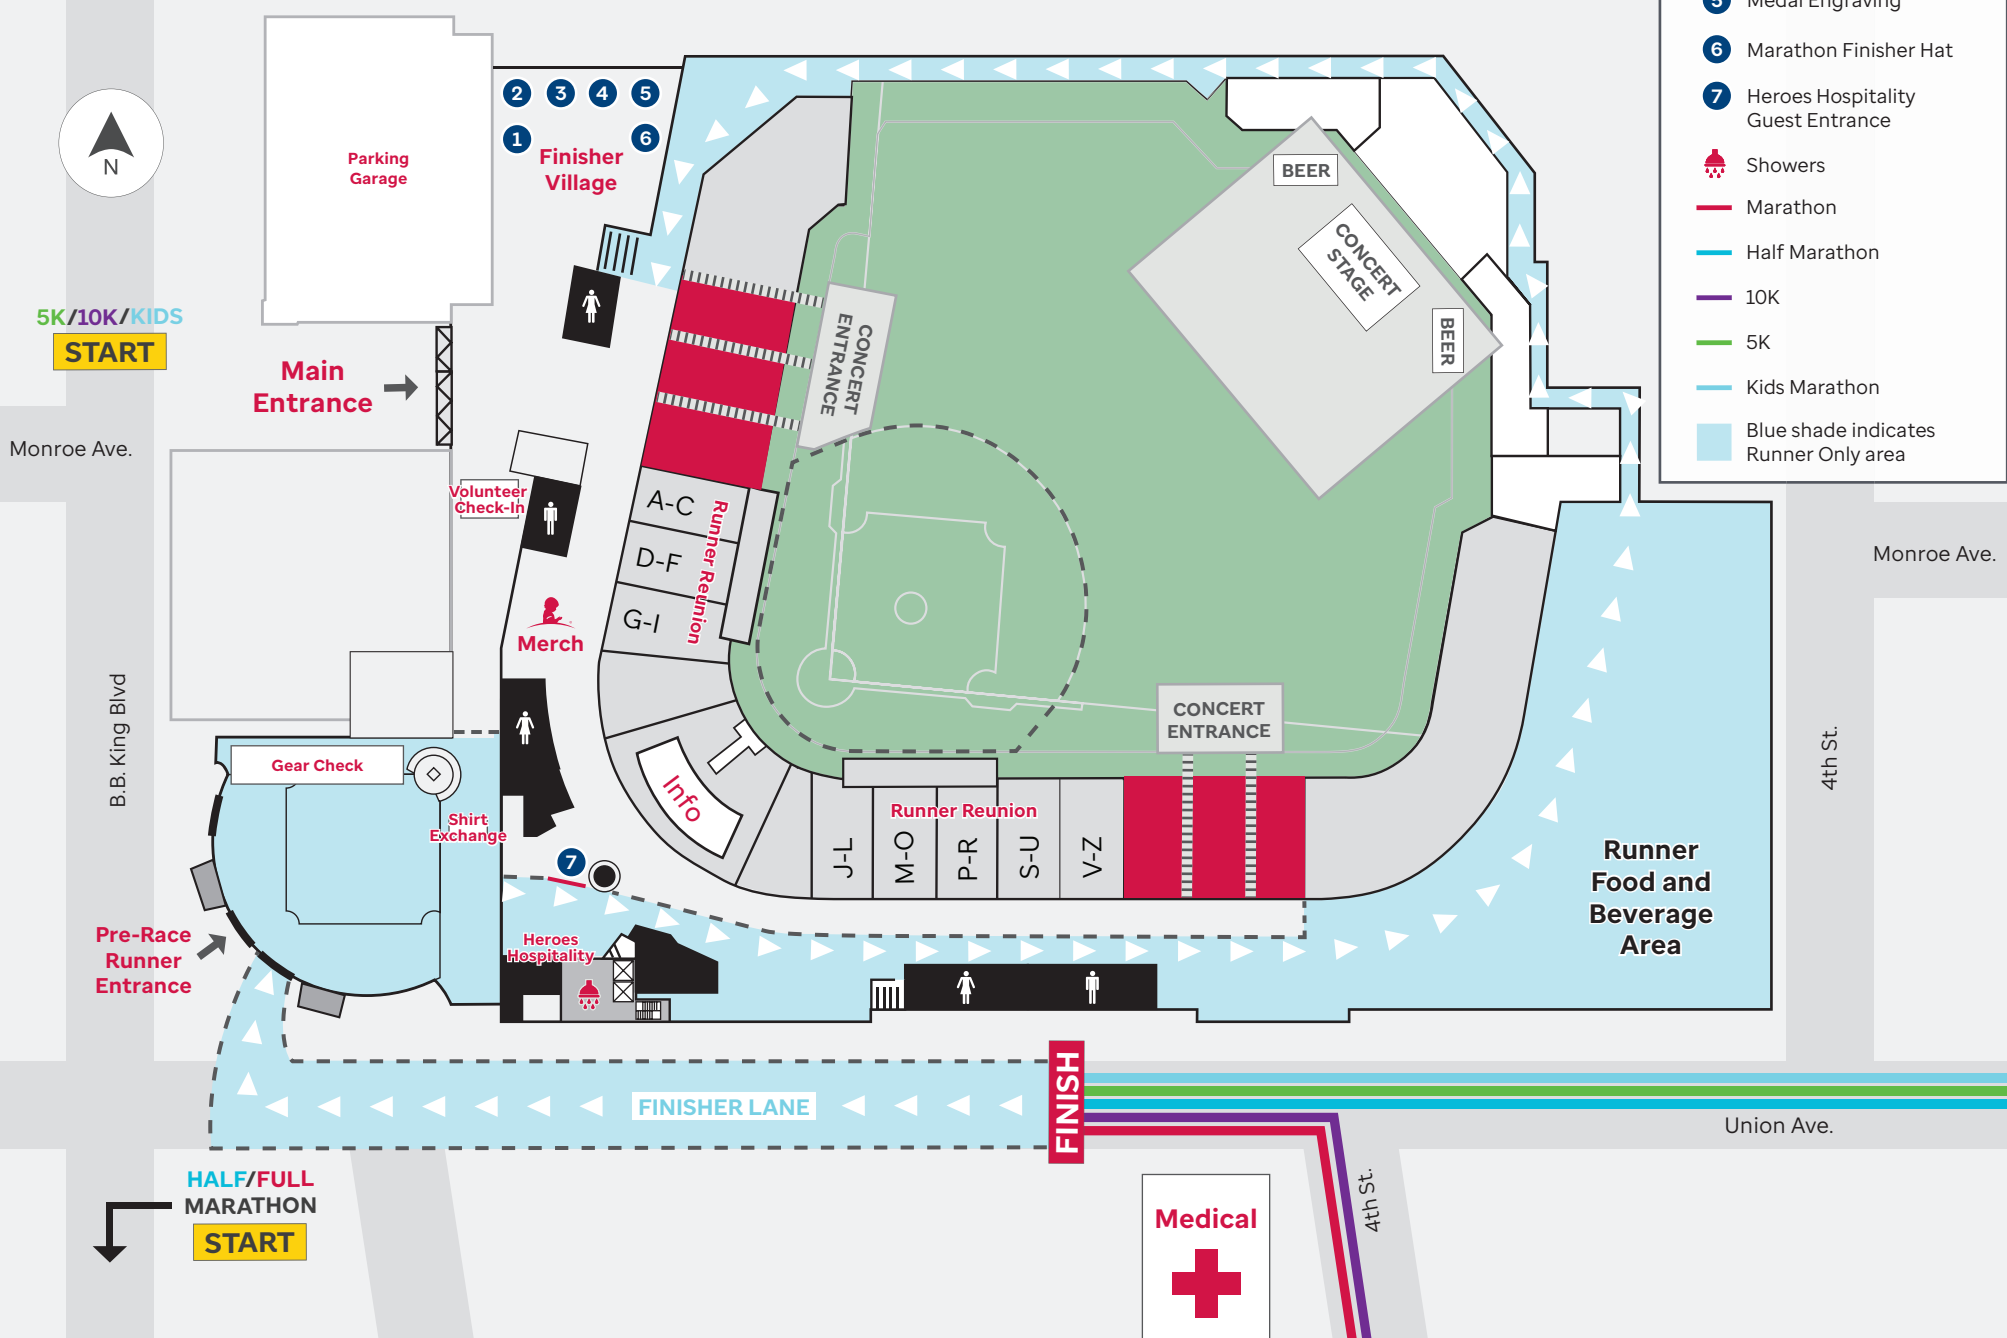 5 Medal Engraving
6 Marathon Finisher Hat
7 Heroes Hospitality
Guest Entrance
Showers
Marathon
Half Marathon
10K
5K
Kids Marathon
Blue shade indicates
Runner Only area
N
Parking
Garage
2 3 4 5
1 6
Finisher
Village
BEER
CONCERT
STAGE
BEER
5K/10K/KIDS
START
Main
Entrance
CONCERT
ENTRANCE
Monroe Ave.
Volunteer
Check-In
A-C
D-F
G-I
Runner Reunion
Monroe Ave.
Merch
B.B. King Blvd
CONCERT
ENTRANCE
4th St.
Gear Check
Info
Shirt
Exchange
Runner Reunion
J-L
M-O
P-R
S-U
V-Z
7
Runner
Food and
Beverage
Area
Pre-Race
Runner
Entrance
Heroes
Hospitality
FINISH
FINISHER LANE
Union Ave.
HALF/FULL
MARATHON
START
4th St.
Medical